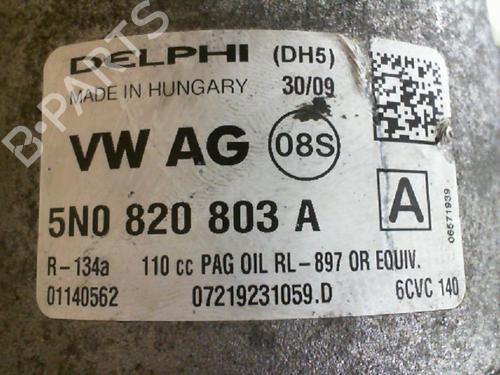 DELPHI (DH5)
MADE IN HUNGARY 30/09
VW AG 08S
5N0 820 803 A A
06571939
R-134a 110 cc PAG OIL RL-897 OR EQUIV.
01140562 07219231059.D 6CVC 140
B-PARTS